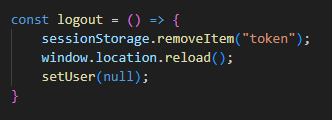 const logout = () => {
    sessionStorage.removeItem("token");
    window.location.reload();
    setUser(null);
}